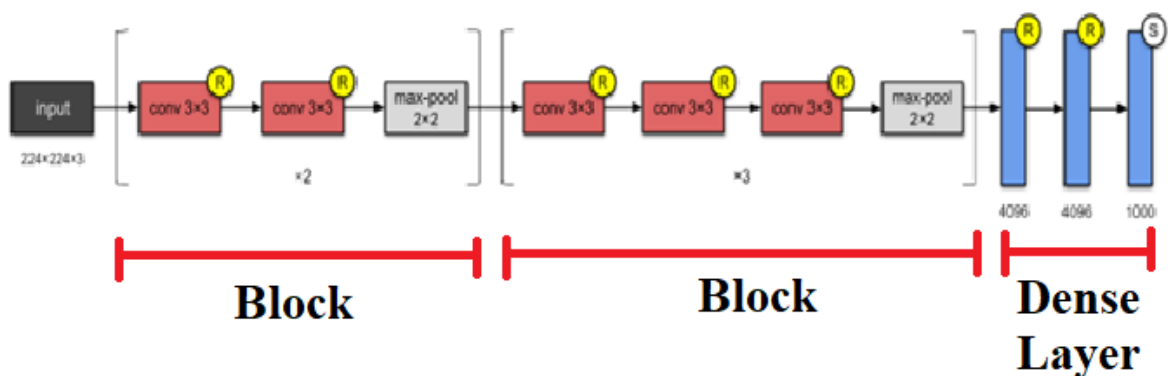 input
224×224×3
conv 3×3
R
conv 3×3
R
max-pool
2×2
×2
conv 3×3
R
conv 3×3
R
conv 3×3
R
max-pool
2×2
×3
R
R
S
4096
4096
1000
Block
Block
Dense
Layer